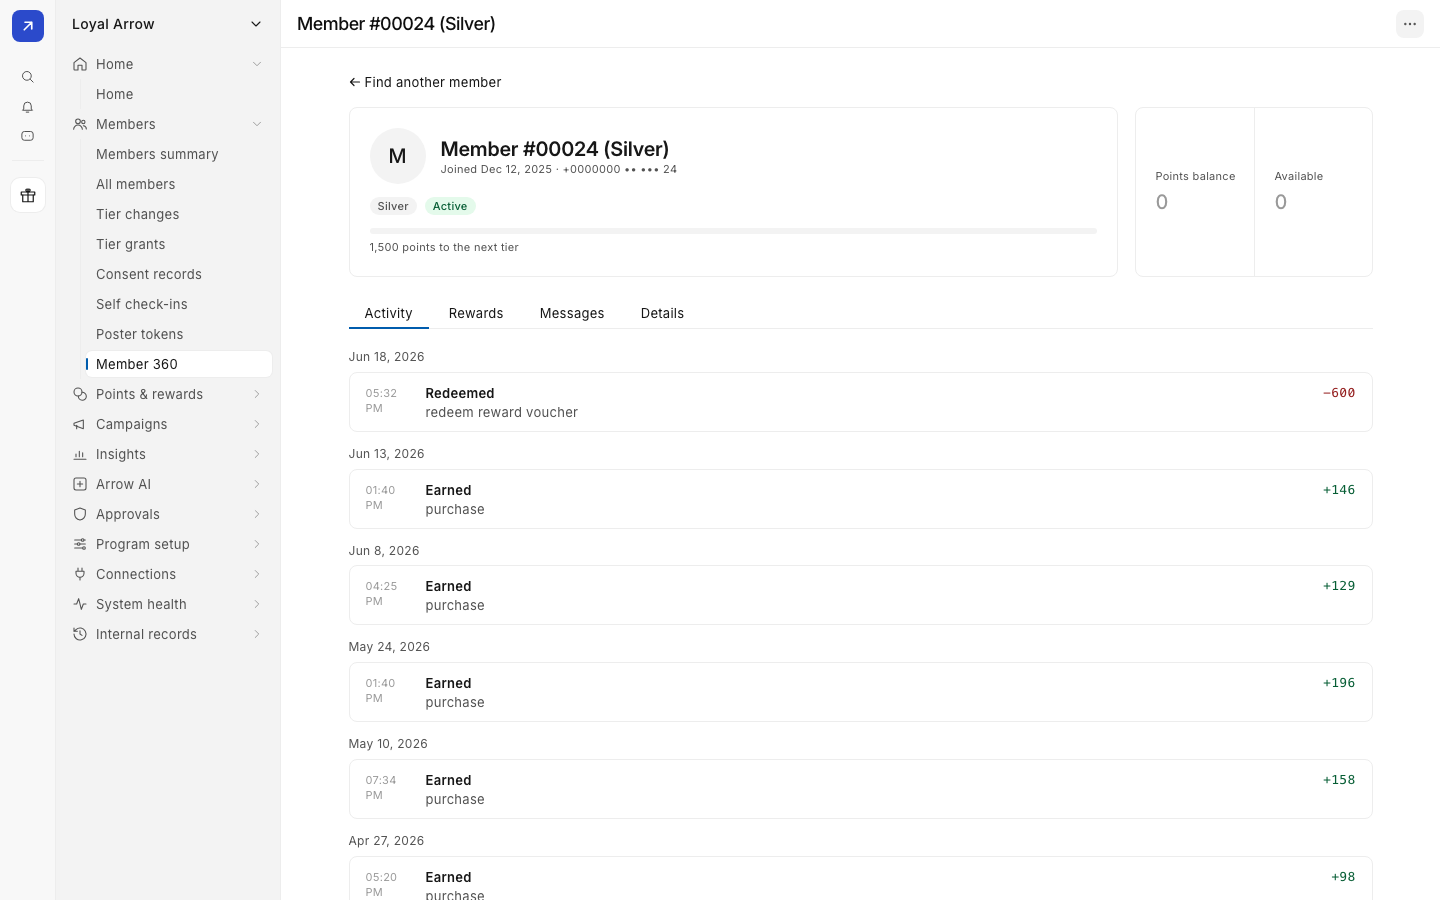 Loyal Arrow
Home
Home
Members
Members summary
All members
Tier changes
Tier grants
Consent records
Self check-ins
Poster tokens
Member 360
Points & rewards
Campaigns
Insights
Arrow AI
Approvals
Program setup
Connections
System health
Internal records
Member #00024 (Silver)
← Find another member
M
Member #00024 (Silver)
Joined Dec 12, 2025 · +0000000 •• ••• 24
Silver
Active
1,500 points to the next tier
Points balance
0
Available
0
Activity
Rewards
Messages
Details
Jun 18, 2026
05:32 PM
Redeemed
redeem reward voucher
−600
Jun 13, 2026
01:40 PM
Earned
purchase
+146
Jun 8, 2026
04:25 PM
Earned
purchase
+129
May 24, 2026
01:40 PM
Earned
purchase
+196
May 10, 2026
07:34 PM
Earned
purchase
+158
Apr 27, 2026
05:20 PM
Earned
purchase
+98